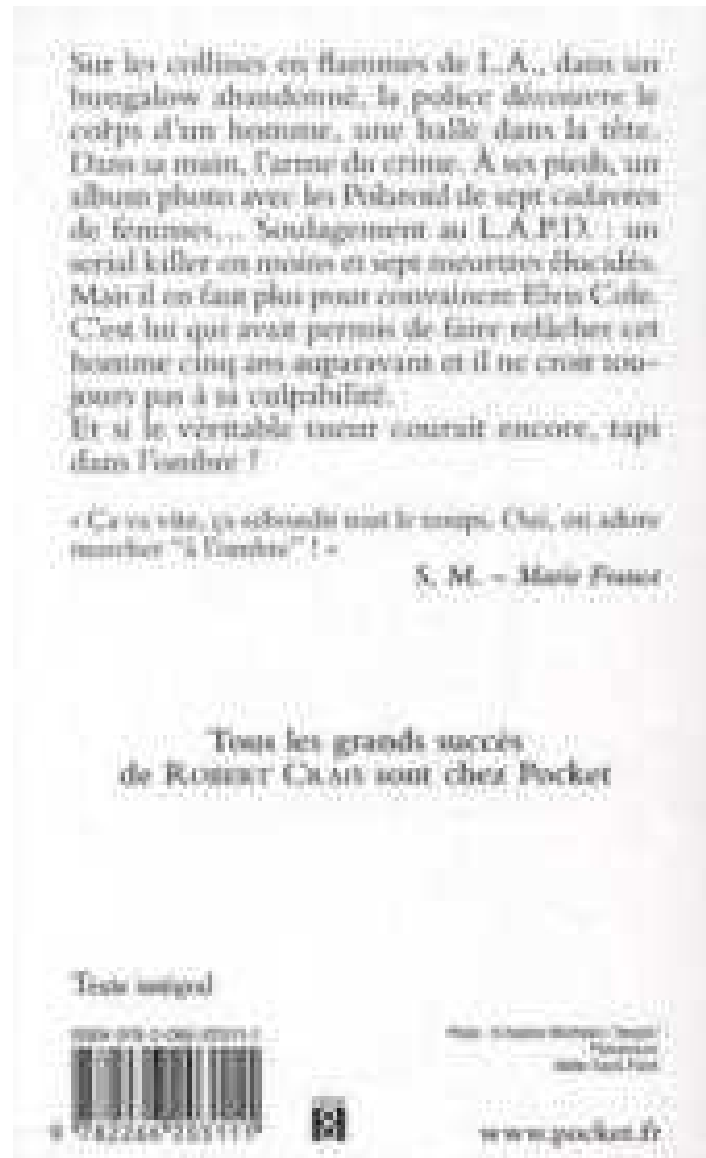 Sur les collines en flammes de L.A., dans un
bungalow abandonné, la police découvre le
corps d'un homme, une balle dans la tête.
Dans sa main, l'arme du crime. À ses pieds, un
album photo avec les Polaroid de sept cadavres
de femmes... Soulagement au L.A.P.D. : un
serial killer en moins et sept meurtres élucidés.
Mais il en faut plus pour convaincre Elvis Cole.
C'est lui qui avait permis de faire relâcher cet
homme cinq ans auparavant et il ne croit tou-
jours pas à sa culpabilité.
Et si le véritable tueur courait encore, tapi
dans l'ombre ?
« Ça va vite, ça rebondit tout le temps. Oui, on adore
marcher "à l'ombre" ! »
S. M. – Marie France
Tous les grands succès
de ROBERT CRAIS sont chez Pocket
Texte intégral
www.pocket.fr